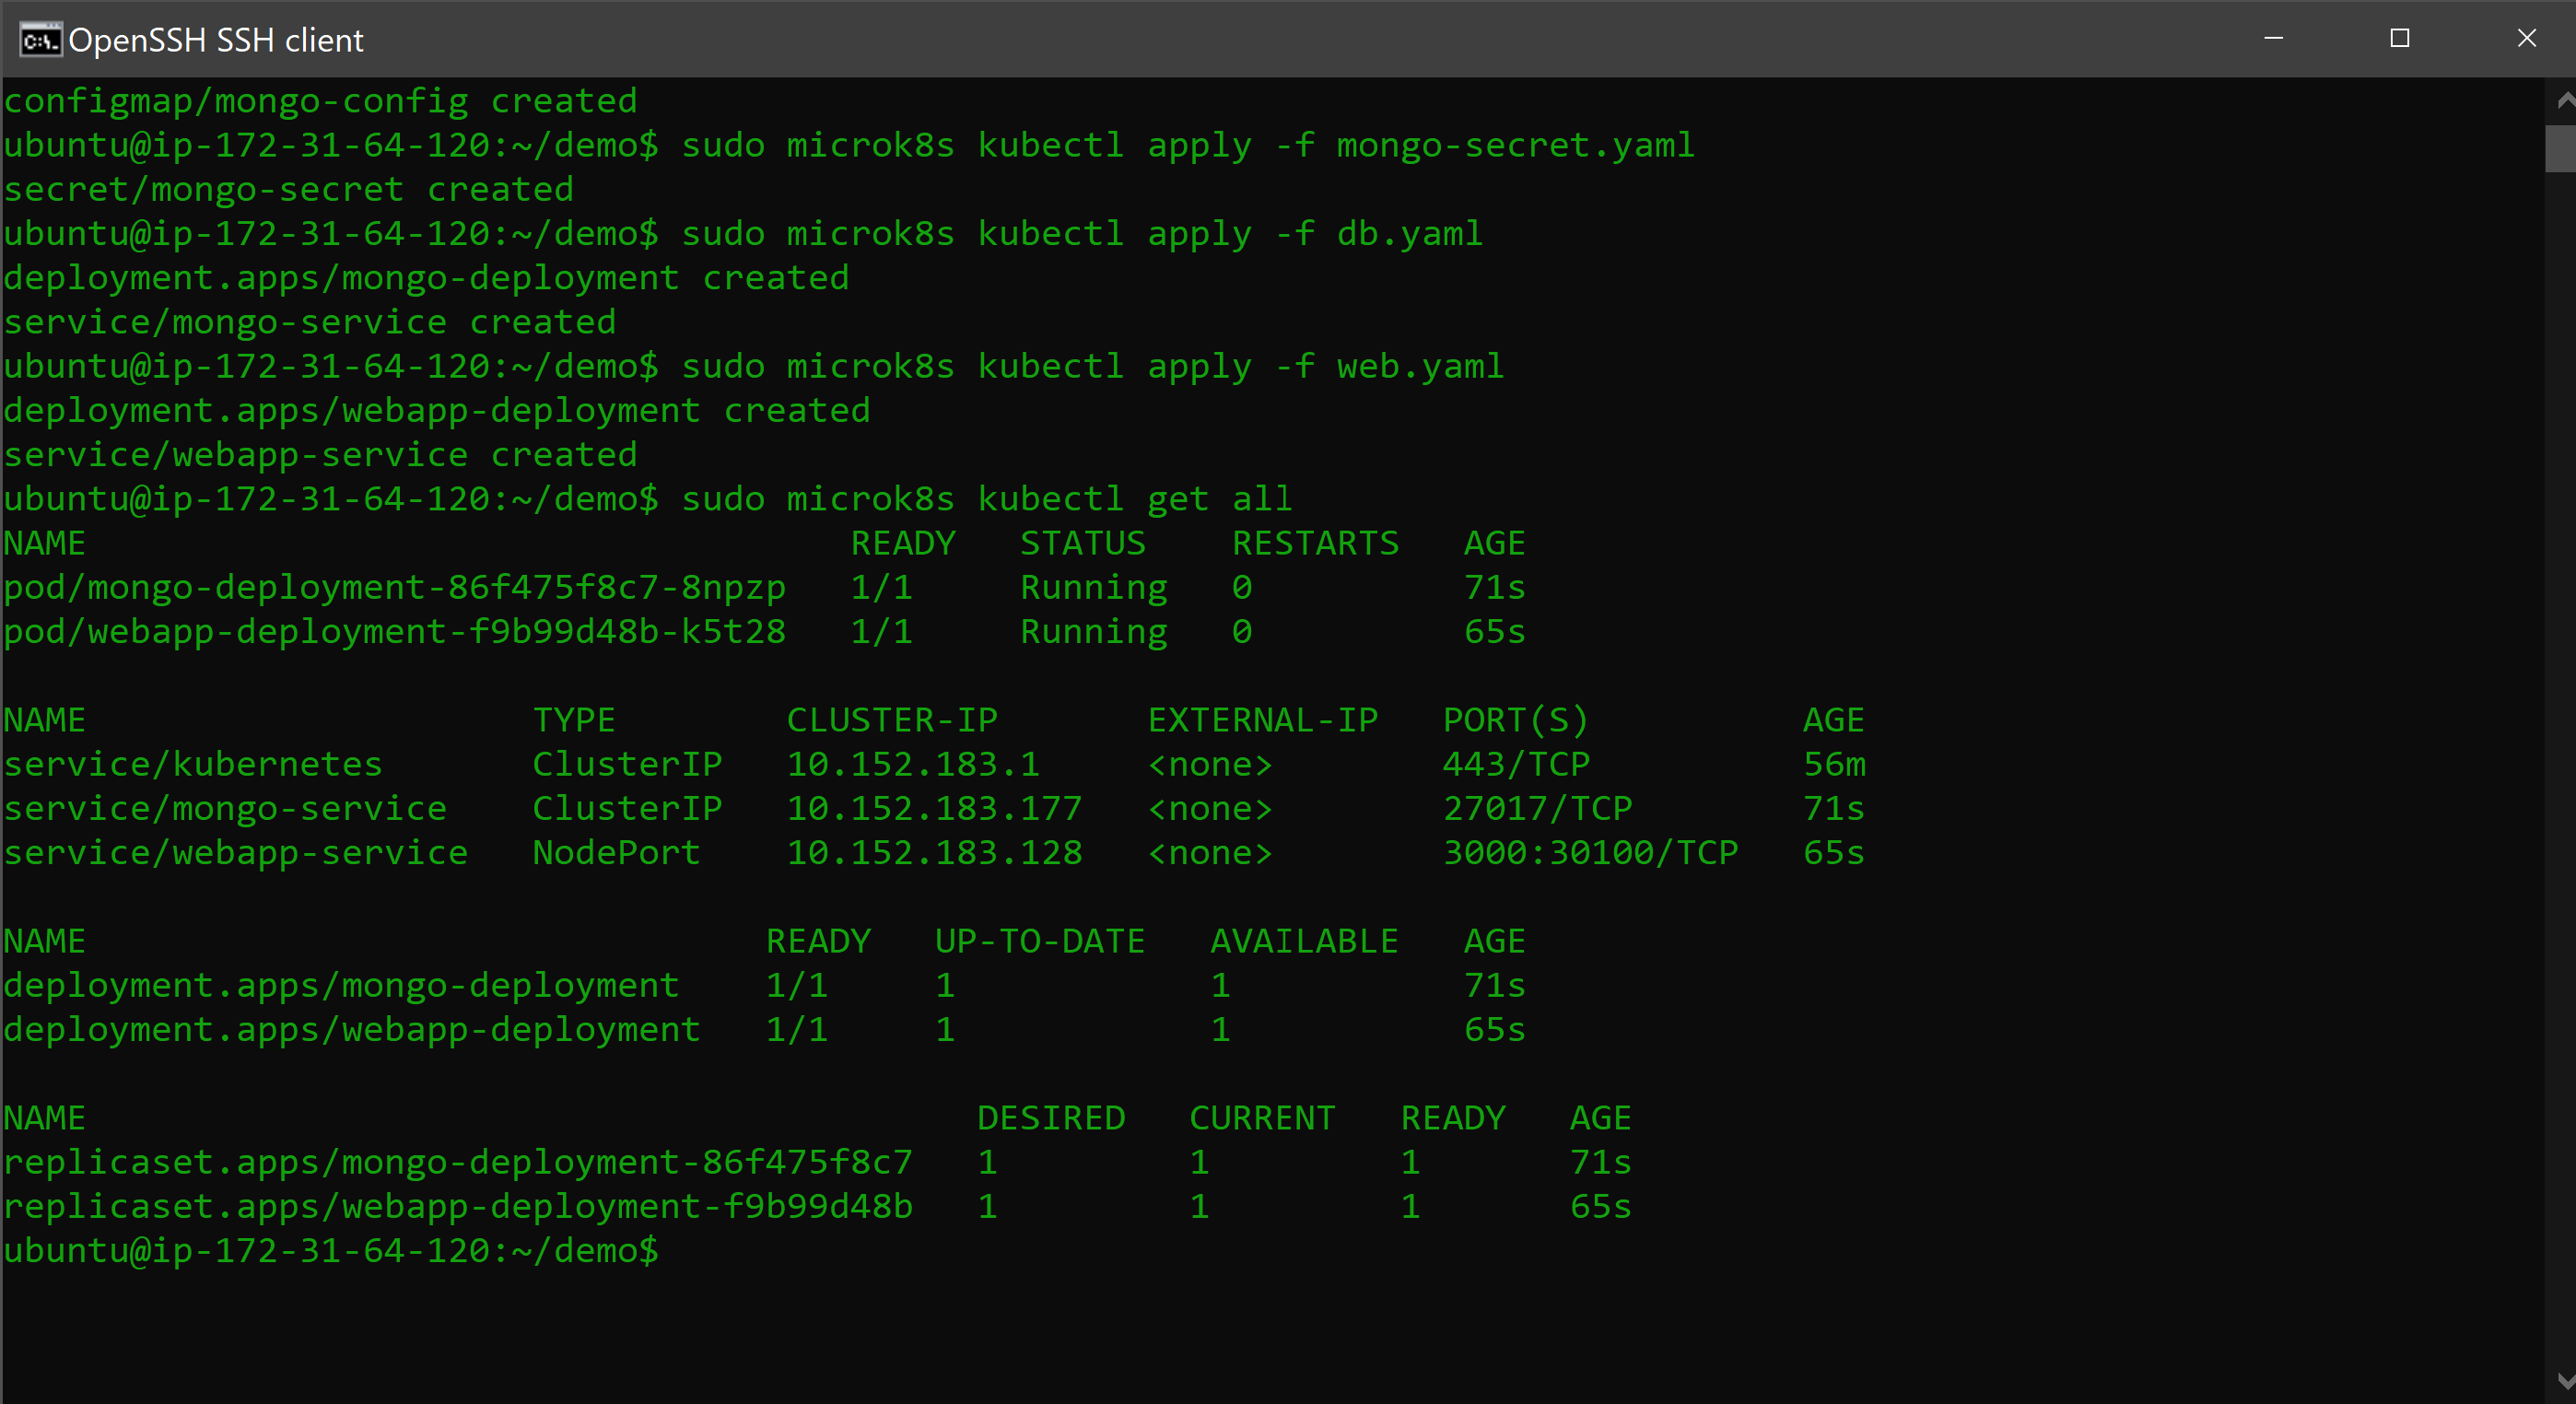 OpenSSH SSH client
configmap/mongo-config created
ubuntu@ip-172-31-64-120:~/demo$ sudo microk8s kubectl apply -f mongo-secret.yaml
secret/mongo-secret created
ubuntu@ip-172-31-64-120:~/demo$ sudo microk8s kubectl apply -f db.yaml
deployment.apps/mongo-deployment created
service/mongo-service created
ubuntu@ip-172-31-64-120:~/demo$ sudo microk8s kubectl apply -f web.yaml
deployment.apps/webapp-deployment created
service/webapp-service created
ubuntu@ip-172-31-64-120:~/demo$ sudo microk8s kubectl get all
NAME                                    READY   STATUS    RESTARTS   AGE
pod/mongo-deployment-86f475f8c7-8npzp   1/1     Running   0          71s
pod/webapp-deployment-f9b99d48b-k5t28   1/1     Running   0          65s

NAME                     TYPE        CLUSTER-IP       EXTERNAL-IP   PORT(S)          AGE
service/kubernetes       ClusterIP   10.152.183.1     <none>        443/TCP          56m
service/mongo-service    ClusterIP   10.152.183.177   <none>        27017/TCP        71s
service/webapp-service   NodePort    10.152.183.128   <none>        3000:30100/TCP   65s

NAME                                READY   UP-TO-DATE   AVAILABLE   AGE
deployment.apps/mongo-deployment    1/1     1            1           71s
deployment.apps/webapp-deployment   1/1     1            1           65s

NAME                                          DESIRED   CURRENT   READY   AGE
replicaset.apps/mongo-deployment-86f475f8c7   1         1         1       71s
replicaset.apps/webapp-deployment-f9b99d48b   1         1         1       65s
ubuntu@ip-172-31-64-120:~/demo$